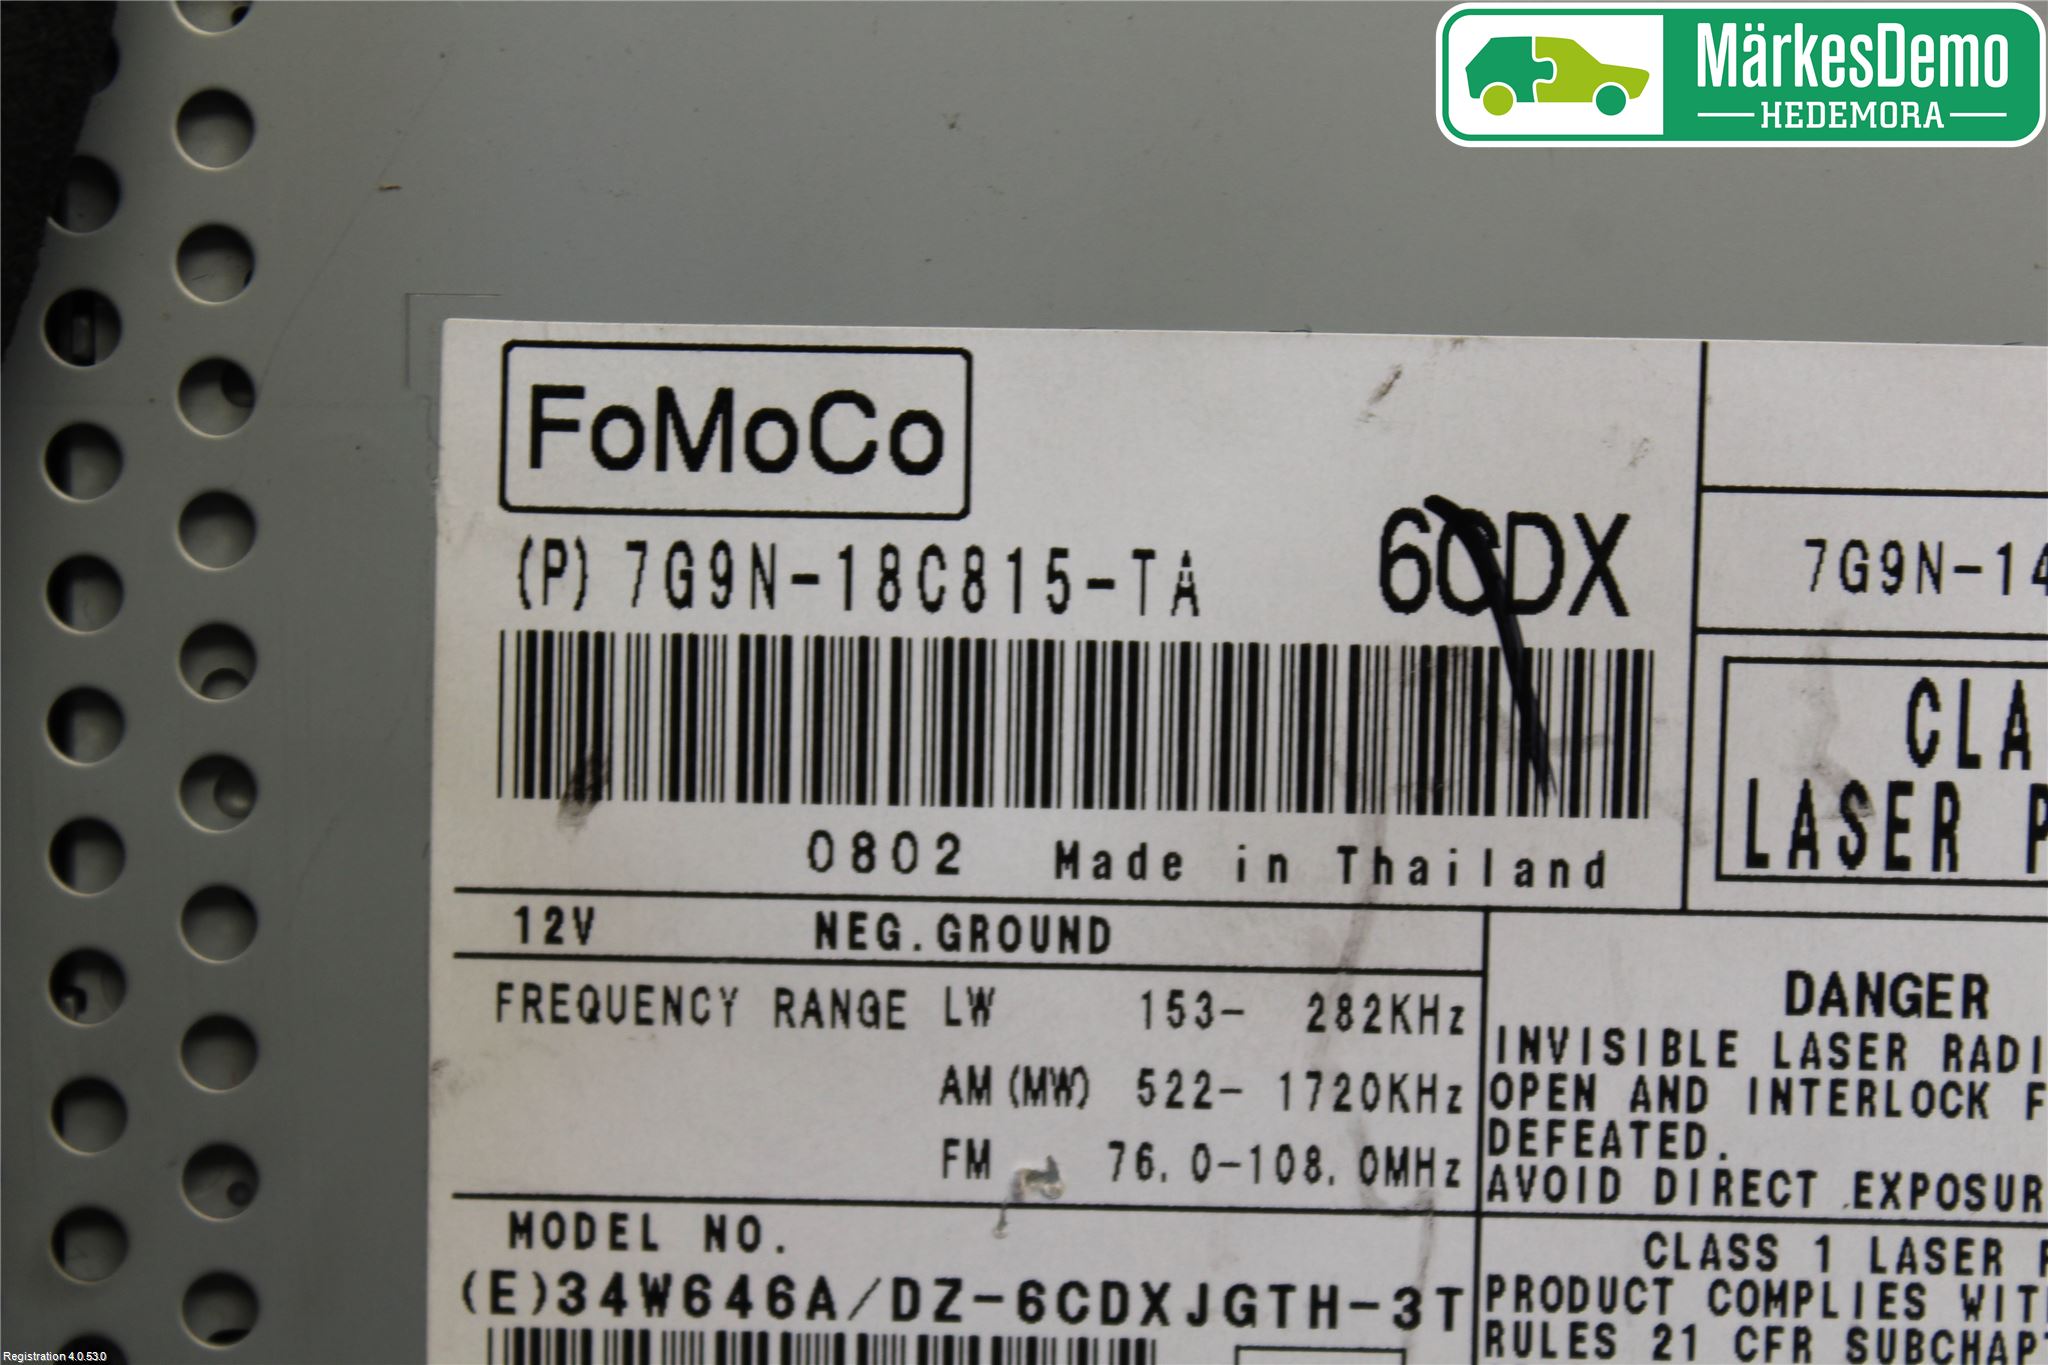 MärkesDemo
HEDEMORA
FoMoCo
(P) 7G9N-18C815-TA
6CDX
7G9N-14
0802 Made in Thailand
CLA
LASER P
12V NEG.GROUND
FREQUENCY RANGE LW 153- 282KHz
AM (MW) 522- 1720KHz
FM 76.0-108.0MHz
DANGER
INVISIBLE LASER RADI
OPEN AND INTERLOCK F
DEFEATED.
AVOID DIRECT EXPOSUR
MODEL NO.
(E)34W646A/DZ-6CDXJGTH-3T
CLASS 1 LASER P
PRODUCT COMPLIES WIT
RULES 21 CFR SUBCHAP
Registration 4.0.53.0